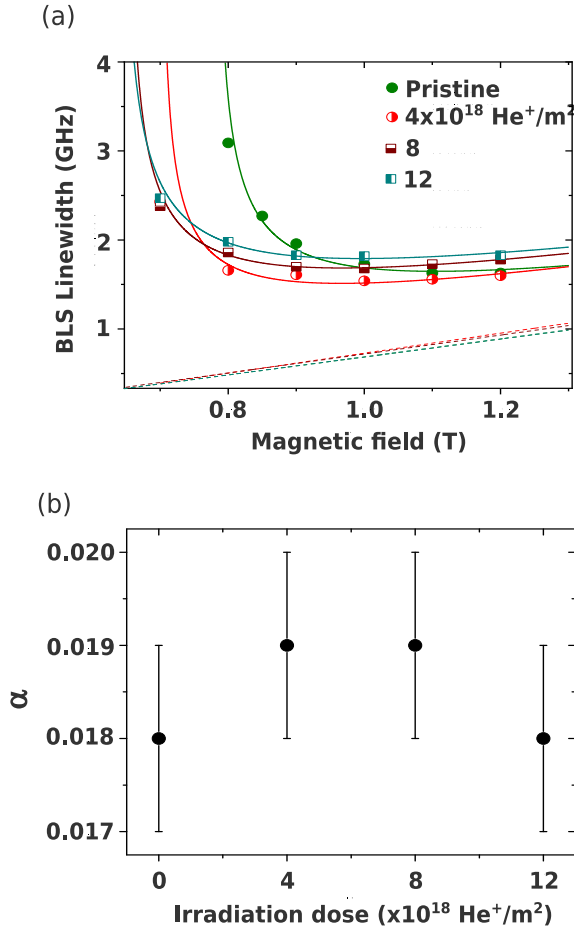 (a)
4
3
2
1
BLS Linewidth (GHz)
Pristine
4x10¹⁸ He⁺/m²
8
12
0.8 1.0 1.2
Magnetic field (T)
(b)
0.020
0.019
0.018
0.017
α
0 4 8 12
Irradiation dose (x10¹⁸ He⁺/m²)